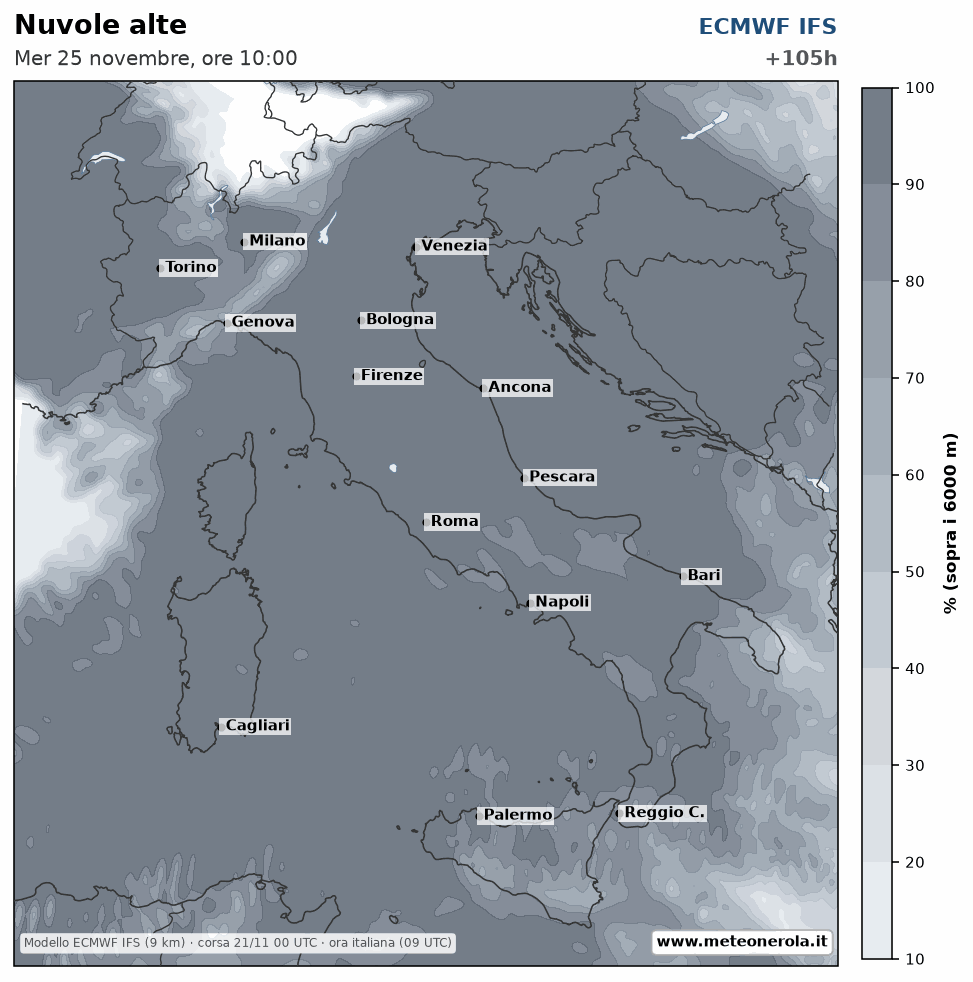 Nuvole alte
ECMWF IFS
Mer 25 novembre, ore 10:00
+105h
Milano
Venezia
Torino
Genova
Bologna
Firenze
Ancona
Pescara
Roma
Bari
Napoli
Cagliari
Palermo
Reggio C.
Modello ECMWF IFS (9 km) · corsa 21/11 00 UTC · ora italiana (09 UTC)
www.meteonerola.it
100
90
80
70
60
50
40
30
20
10
% (sopra i 6000 m)